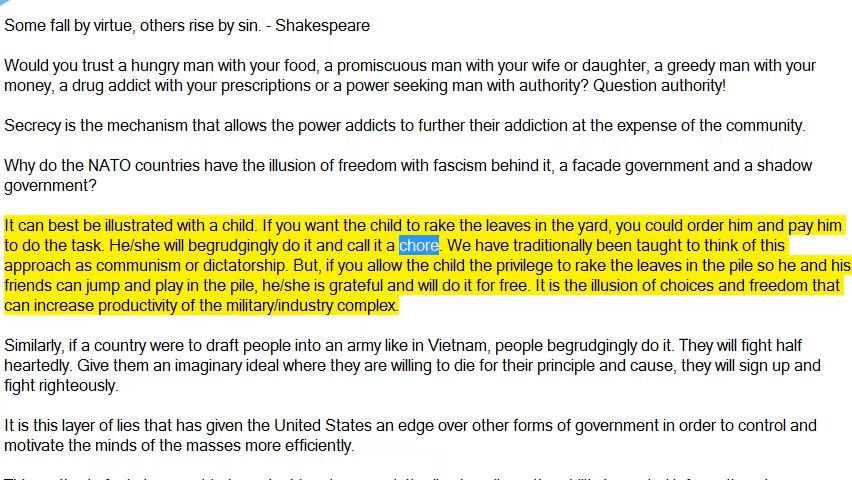 Some fall by virtue, others rise by sin. - Shakespeare
Would you trust a hungry man with your food, a promiscuous man with your wife or daughter, a greedy man with your
money, a drug addict with your prescriptions or a power seeking man with authority? Question authority!
Secrecy is the mechanism that allows the power addicts to further their addiction at the expense of the community.
Why do the NATO countries have the illusion of freedom with fascism behind it, a facade government and a shadow
government?
It can best be illustrated with a child. If you want the child to rake the leaves in the yard, you could order him and pay him
to do the task. He/she will begrudgingly do it and call it a chore. We have traditionally been taught to think of this
approach as communism or dictatorship. But, if you allow the child the privilege to rake the leaves in the pile so he and his
friends can jump and play in the pile, he/she is grateful and will do it for free. It is the illusion of choices and freedom that
can increase productivity of the military/industry complex.
Similarly, if a country were to draft people into an army like in Vietnam, people begrudgingly do it. They will fight half
heartedly. Give them an imaginary ideal where they are willing to die for their principle and cause, they will sign up and
fight righteously.
It is this layer of lies that has given the United States an edge over other forms of government in order to control and
motivate the minds of the masses more efficiently.